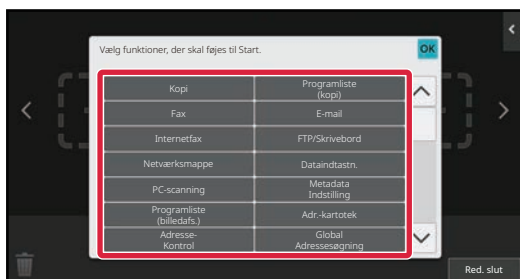 Vælg funktioner, der skal føjes til Start.
OK
Kopi
Programliste
(kopi)
Fax
E-mail
Internetfax
FTP/Skrivebord
Netværksmappe
Dataindtastn.
PC-scanning
Metadata
Indstilling
Programliste
(billedafs.)
Adr.-kartotek
Adresse-
Kontrol
Global
Adressesøgning
Red. slut